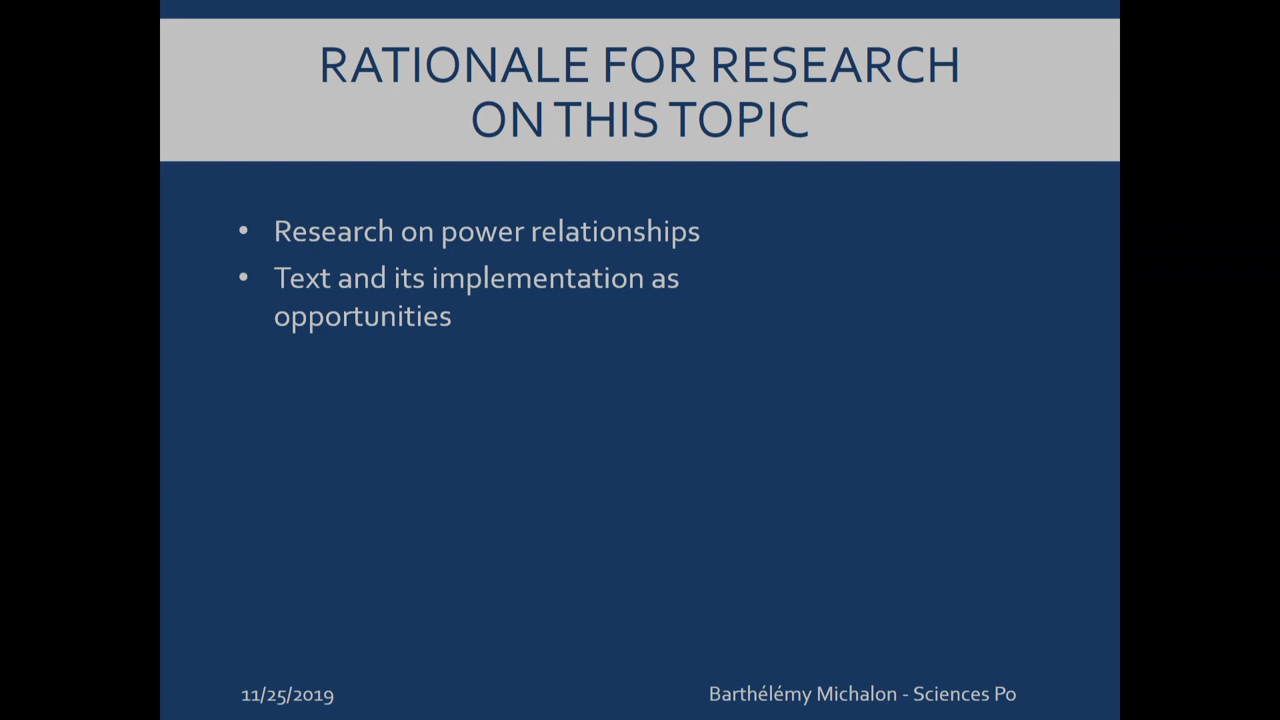 RATIONALE FOR RESEARCH
ON THIS TOPIC
• Research on power relationships
• Text and its implementation as
opportunities
11/25/2019
Barthélémy Michalon - Sciences Po